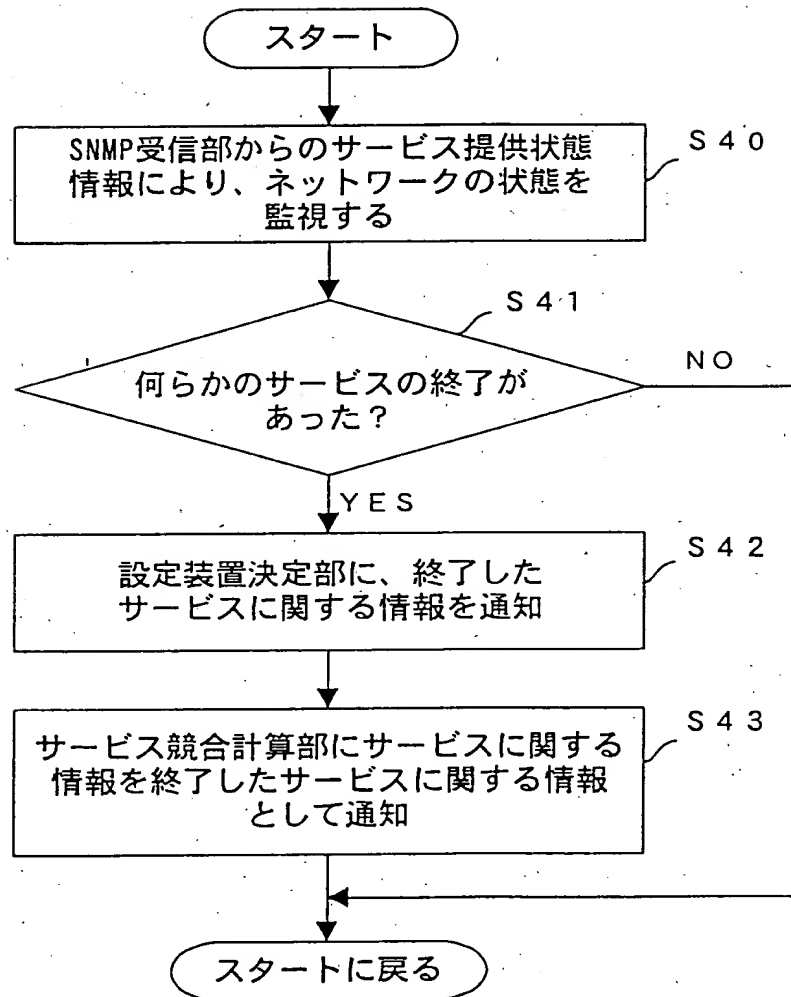 スタート
SNMP受信部からのサービス提供状態
情報により、ネットワークの状態を
監視する
S40
S41
何らかのサービスの終了が
あった?
NO
YES
設定装置決定部に、終了した
サービスに関する情報を通知
S42
サービス競合計算部にサービスに関する
情報を終了したサービスに関する情報
として通知
S43
スタートに戻る